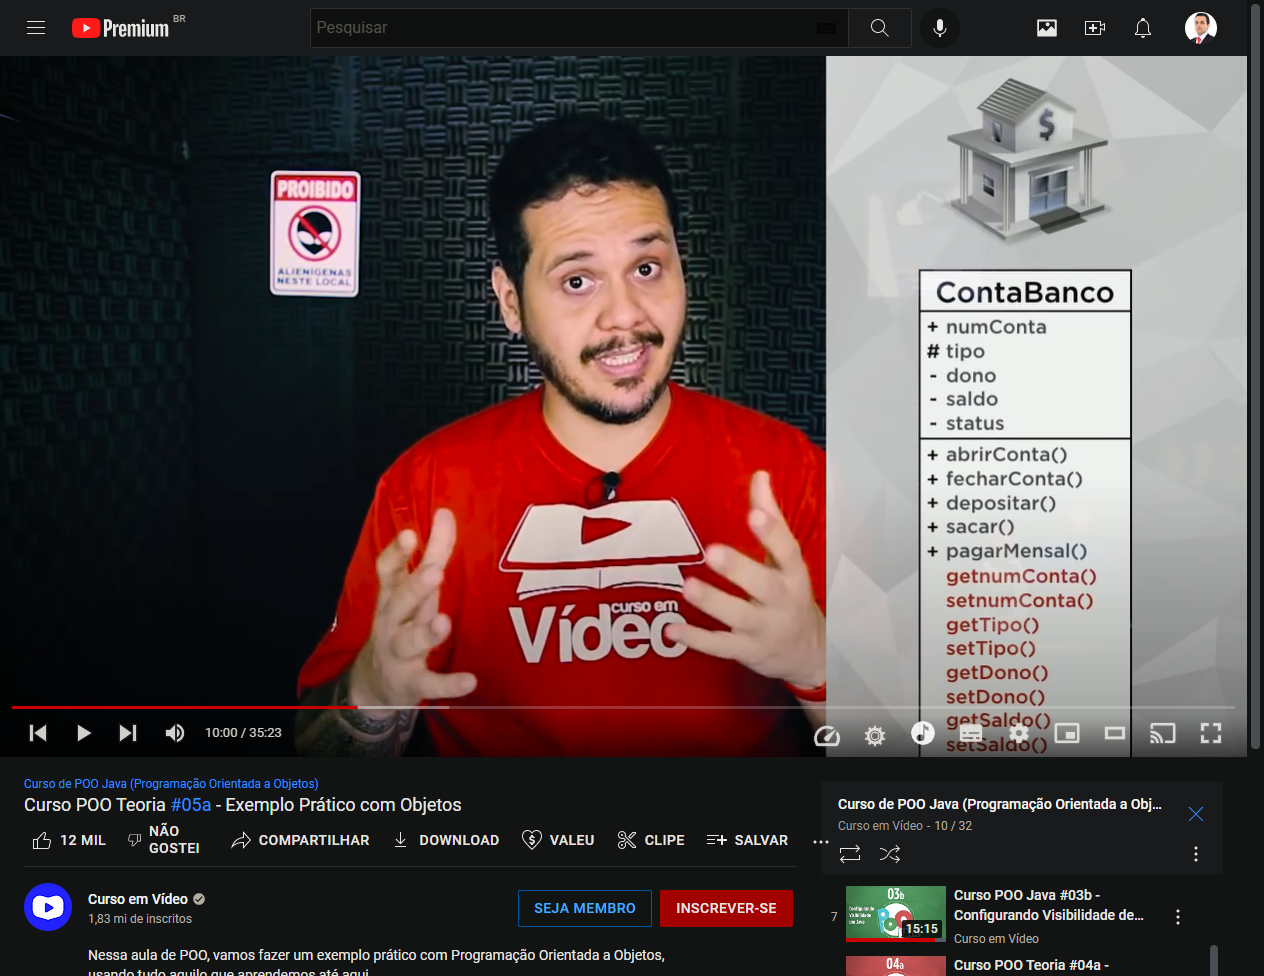 Premium
BR
Pesquisar
PROIBIDO
ALIENÍGENAS
NESTE LOCAL
CURSO EM
Vídeo
ContaBanco
+ numConta
# tipo
- dono
- saldo
- status
+ abrirConta()
+ fecharConta()
+ depositar()
+ sacar()
+ pagarMensal()
getnumConta()
setnumConta()
getTipo()
setTipo()
getDono()
setDono()
getSaldo()
setSaldo()
10:00 / 35:23
Curso de POO Java (Programação Orientada a Objetos)
Curso POO Teoria #05a - Exemplo Prático com Objetos
12 MIL
NÃO
GOSTEI
COMPARTILHAR
DOWNLOAD
VALEU
CLIPE
SALVAR
Curso em Vídeo
1,83 mi de inscritos
SEJA MEMBRO
INSCREVER-SE
Nessa aula de POO, vamos fazer um exemplo prático com Programação Orientada a Objetos,
usando tudo aquilo que aprendemos até aqui.
Curso de POO Java (Programação Orientada a Obj...
Curso em Vídeo - 10 / 32
7
03b
Configurando
Visibilidade
em Java
15:15
Curso POO Java #03b -
Configurando Visibilidade de...
Curso em Vídeo
04a
Curso POO Teoria #04a -